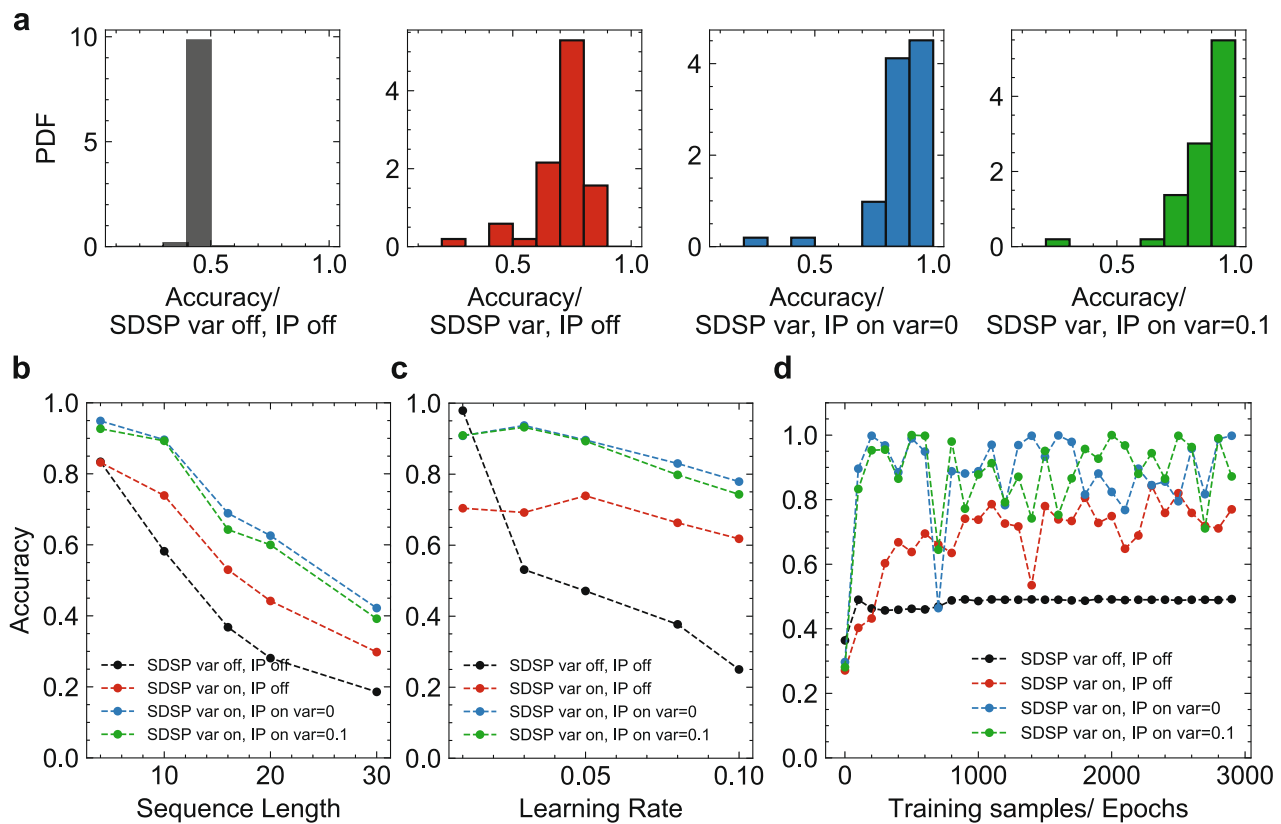 a
PDF
10
5
0
0.5
1.0
Accuracy/
SDSP var off, IP off
4
2
0
0.5
1.0
Accuracy/
SDSP var, IP off
4
2
0
0.5
1.0
Accuracy/
SDSP var, IP on var=0
4
2
0
0.5
1.0
Accuracy/
SDSP var, IP on var=0.1
b
Accuracy
1.0
0.8
0.6
0.4
0.2
0.0
SDSP var off, IP off
SDSP var on, IP off
SDSP var on, IP on var=0
SDSP var on, IP on var=0.1
10
20
30
Sequence Length
c
1.0
0.8
0.6
0.4
0.2
0.0
SDSP var off, IP off
SDSP var on, IP off
SDSP var on, IP on var=0
SDSP var on, IP on var=0.1
0.05
0.10
Learning Rate
d
1.0
0.8
0.6
0.4
0.2
0.0
SDSP var off, IP off
SDSP var on, IP off
SDSP var on, IP on var=0
SDSP var on, IP on var=0.1
0
1000
2000
3000
Training samples/ Epochs